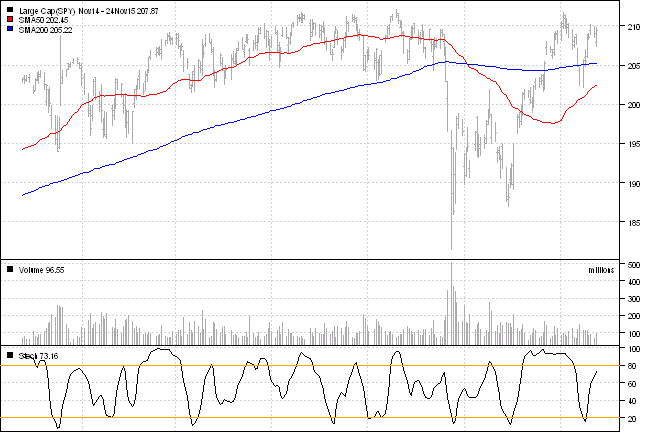 Large Cap(SPY) Nov14 - 24Nov15 207.87
SMA50 202.45
SMA200 205.22
210
205
200
195
190
185
Volume 96.55
millions
500
400
300
200
100
Stoch 73.16
100
80
60
40
20